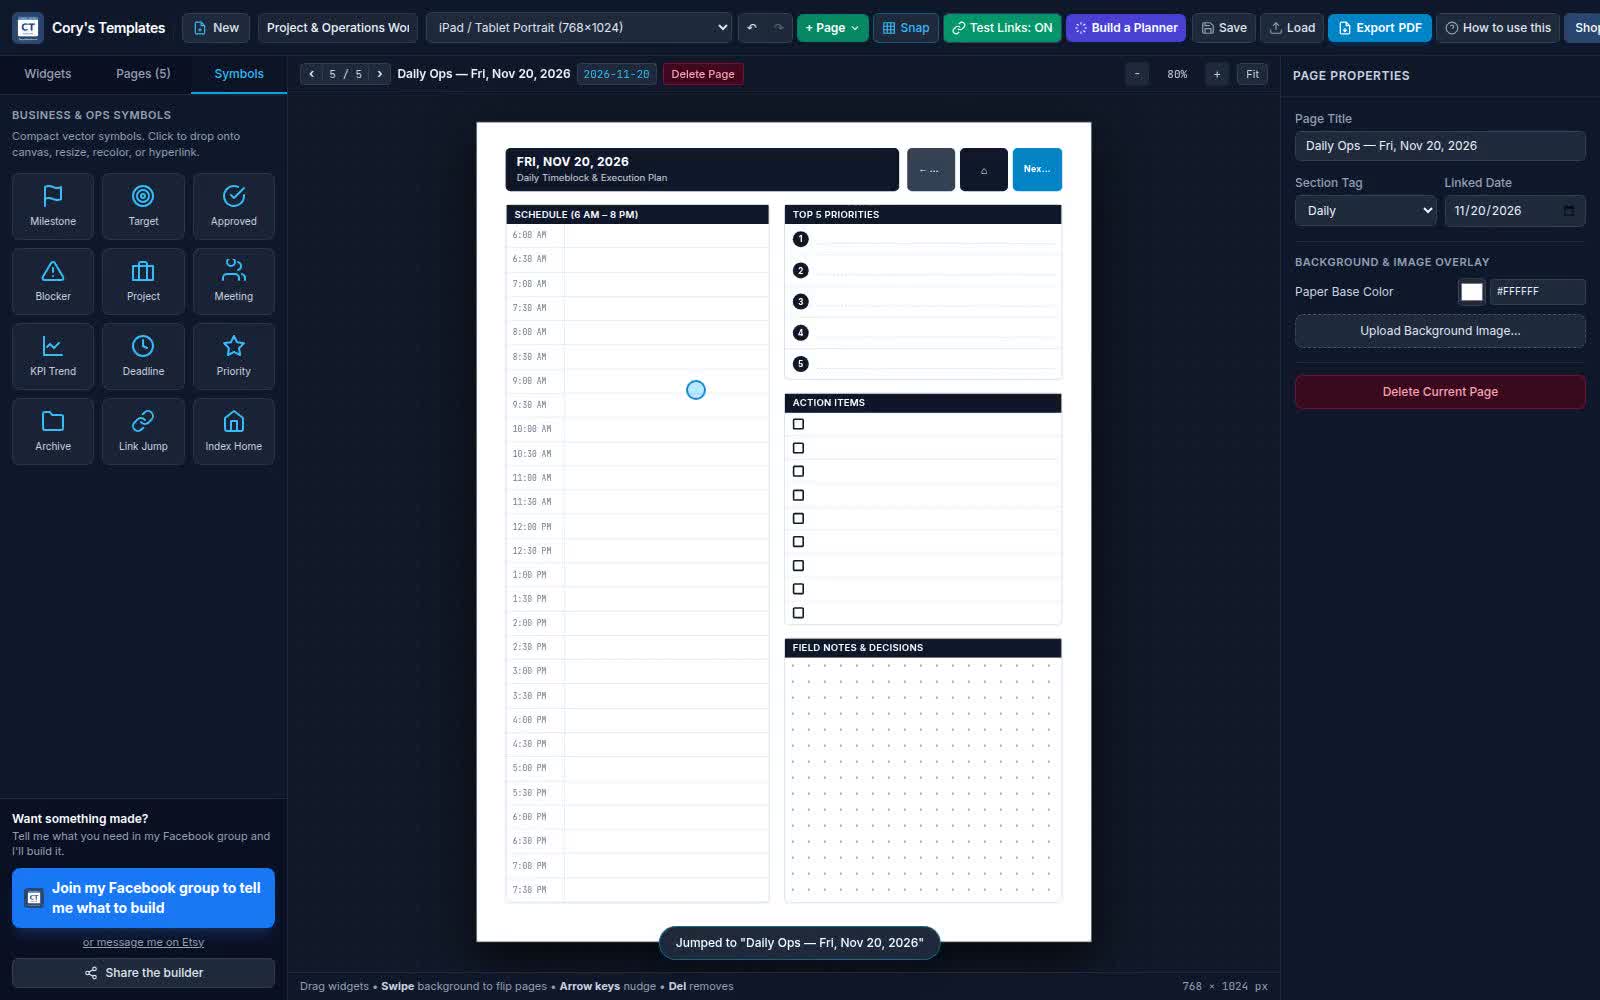 Cory's Templates
New
Project & Operations Wor
iPad / Tablet Portrait (768×1024)
+ Page
Snap
Test Links: ON
Build a Planner
Save
Load
Export PDF
How to use this
Shop
Widgets
Pages (5)
Symbols
5 / 5
Daily Ops — Fri, Nov 20, 2026
2026-11-20
Delete Page
-
80%
+
Fit
PAGE PROPERTIES
BUSINESS & OPS SYMBOLS
Compact vector symbols. Click to drop onto
canvas, resize, recolor, or hyperlink.
Milestone
Target
Approved
Blocker
Project
Meeting
KPI Trend
Deadline
Priority
Archive
Link Jump
Index Home
Want something made?
Tell me what you need in my Facebook group and
I'll build it.
CT
Join my Facebook group to tell
me what to build
or message me on Etsy
Share the builder
FRI, NOV 20, 2026
Daily Timeblock & Execution Plan
← ...
⌂
Nex...
SCHEDULE (6 AM – 8 PM)
6:00 AM
6:30 AM
7:00 AM
7:30 AM
8:00 AM
8:30 AM
9:00 AM
9:30 AM
10:00 AM
10:30 AM
11:00 AM
11:30 AM
12:00 PM
12:30 PM
1:00 PM
1:30 PM
2:00 PM
2:30 PM
3:00 PM
3:30 PM
4:00 PM
4:30 PM
5:00 PM
5:30 PM
6:00 PM
6:30 PM
7:00 PM
7:30 PM
TOP 5 PRIORITIES
1
2
3
4
5
ACTION ITEMS
FIELD NOTES & DECISIONS
Jumped to "Daily Ops — Fri, Nov 20, 2026"
Drag widgets • Swipe background to flip pages • Arrow keys nudge • Del removes
768 × 1024 px
Page Title
Daily Ops — Fri, Nov 20, 2026
Section Tag
Linked Date
Daily
11/20/2026
BACKGROUND & IMAGE OVERLAY
Paper Base Color
#FFFFFF
Upload Background Image...
Delete Current Page